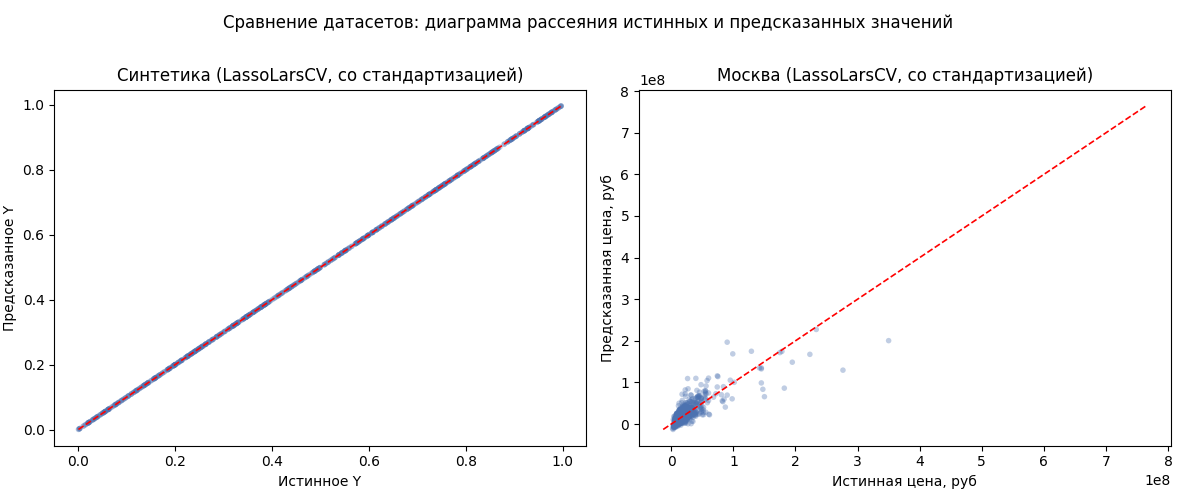 Сравнение датасетов: диаграмма рассеяния истинных и предсказанных значений
Синтетика (LassoLarsCV, со стандартизацией)
Предсказанное Y
1.0
0.8
0.6
0.4
0.2
0.0
0.0 0.2 0.4 0.6 0.8 1.0
Истинное Y
Москва (LassoLarsCV, со стандартизацией)
1e8
Предсказанная цена, руб
8
7
6
5
4
3
2
1
0
0 1 2 3 4 5 6 7 8
1e8
Истинная цена, руб